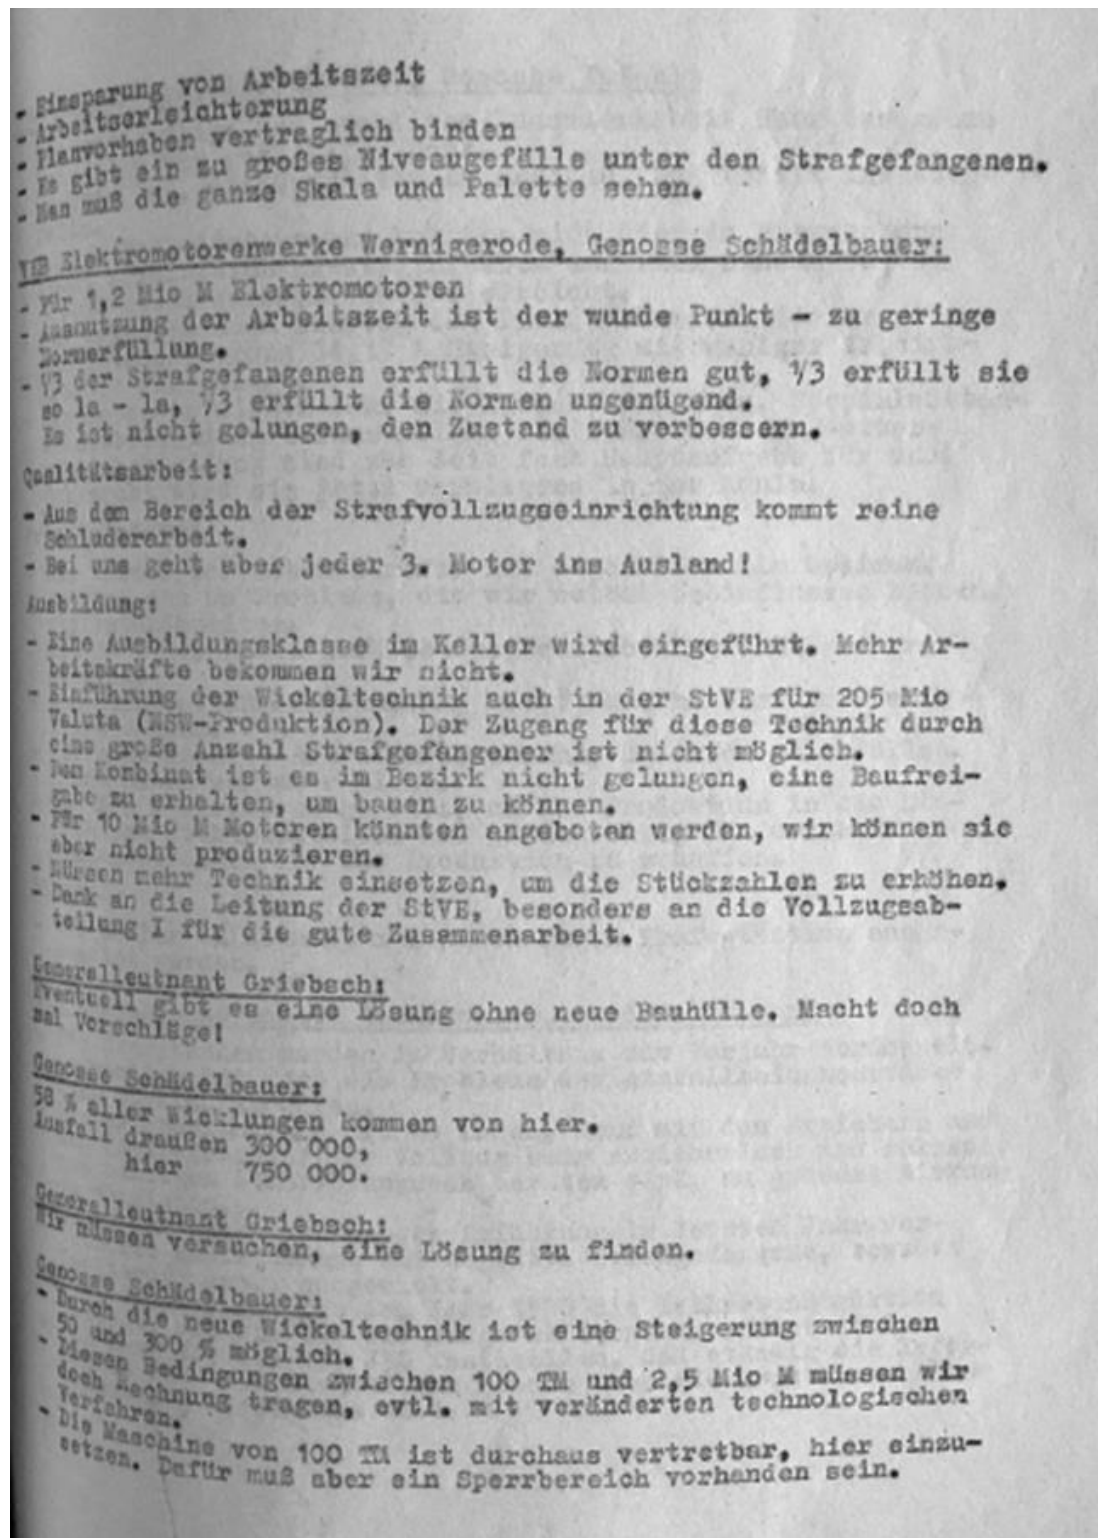 - Einsparung von Arbeitszeit
- Arbeitserleichterung
- Planvorhaben vertraglich binden
- Es gibt ein zu großes Niveaugefälle unter den Strafgefangenen.
- Man muß die ganze Skala und Palette sehen.
VEB Elektromotorenwerke Wernigerode, Genosse Schädelbauer:
- Für 1,2 Mio M Elektromotoren
- Ausnutzung der Arbeitszeit ist der wunde Punkt - zu geringe
Normerfüllung.
- 1/3 der Strafgefangenen erfüllt die Normen gut, 1/3 erfüllt sie
so la - la, 1/3 erfüllt die Normen ungenügend.
Es ist nicht gelungen, den Zustand zu verbessern.
Qualitätsarbeit:
- Aus dem Bereich der Strafvollzugseinrichtung kommt reine
Schluderarbeit.
- Bei uns geht aber jeder 3. Motor ins Ausland!
Ausbildung:
- Eine Ausbildungsklasse im Keller wird eingeführt. Mehr Ar-
beitskräfte bekommen wir nicht.
- Einführung der Wickeltechnik auch in der StVE für 205 Mio
Valuta (NSW-Produktion). Der Zugang für diese Technik durch
eine große Anzahl Strafgefangener ist nicht möglich.
- Dem Kombinat ist es im Bezirk nicht gelungen, eine Baufrei-
gabe zu erhalten, um bauen zu können.
- Für 10 Mio M Motoren könnten angeboten werden, wir können sie
aber nicht produzieren.
- Müssen mehr Technik einsetzen, um die Stückzahlen zu erhöhen.
- Dank an die Leitung der StVE, besonders an die Vollzugsab-
teilung I für die gute Zusammenarbeit.
Generalleutnant Griebsch:
Eventuell gibt es eine Lösung ohne neue Bauhülle. Macht doch
mal Vorschläge!
Genosse Schädelbauer:
58 % aller Wicklungen kommen von hier.
Ausfall draußen 300 000,
hier 750 000.
Generalleutnant Griebsch:
Wir müssen versuchen, eine Lösung zu finden.
Genosse Schädelbauer:
- Durch die neue Wickeltechnik ist eine Steigerung zwischen
50 und 300 % möglich.
- Diesen Bedingungen zwischen 100 TM und 2,5 Mio M müssen wir
doch Rechnung tragen, evtl. mit veränderten technologischen
Verfahren.
- Die Maschine von 100 TM ist durchaus vertretbar, hier einzu-
setzen. Dafür muß aber ein Sperrbereich vorhanden sein.